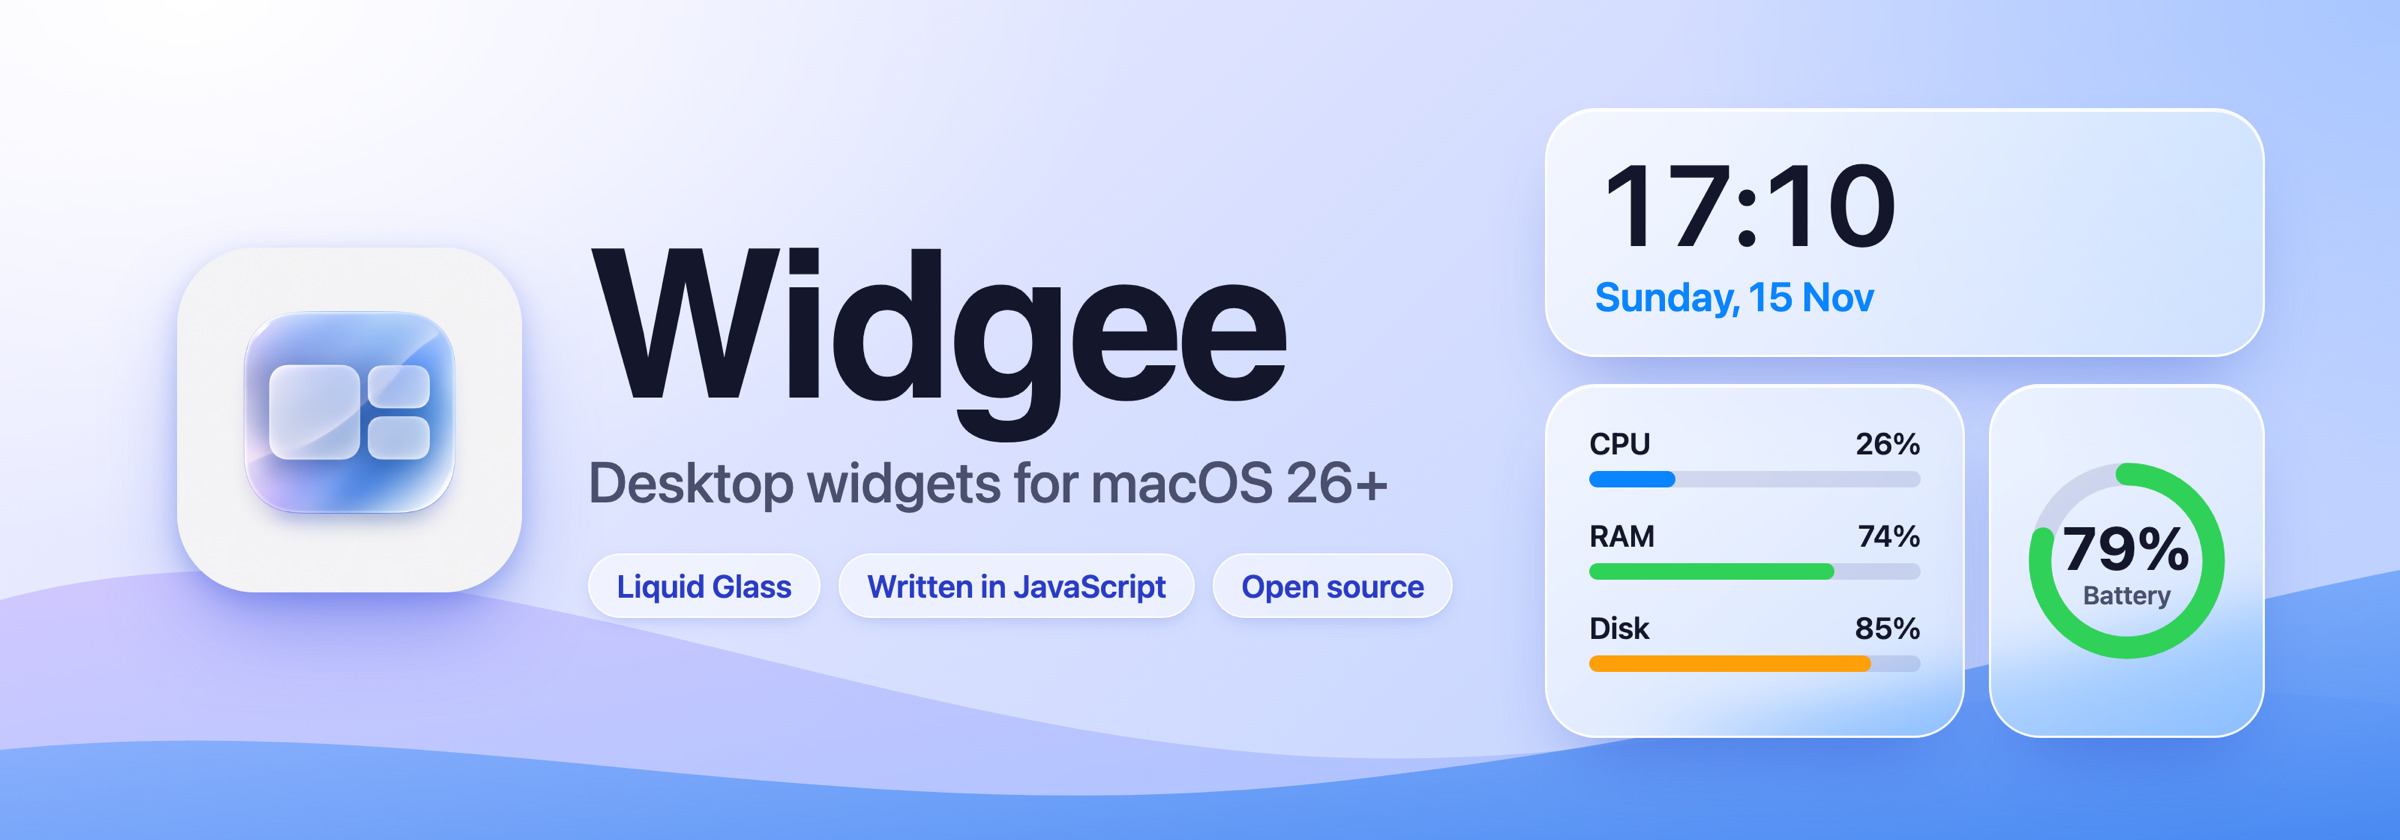 Widgee
Desktop widgets for macOS 26+
Liquid Glass
Written in JavaScript
Open source
17:10
Sunday, 15 Nov
CPU 26%
RAM 74%
Disk 85%
79%
Battery